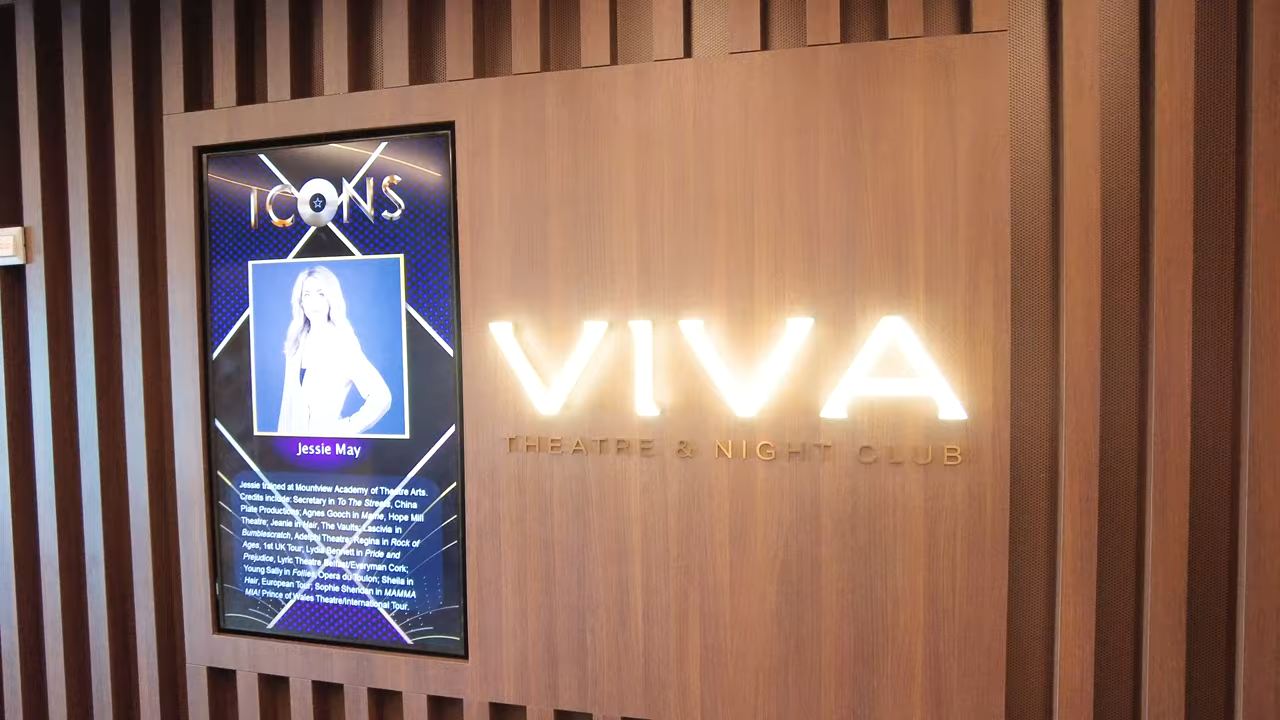 ICONS
Jessie May
Jessie trained at Mountview Academy of Theatre Arts.
Credits include: Secretary in To The Streets, China
Plate Productions; Agnes Gooch in Mame, Hope Mill
Theatre; Jeanie in Hair, The Vaults; Lascivia in
Bumblescratch, Adelphi Theatre; Regina in Rock of
Ages, 1st UK Tour; Lydia Bennett in Pride and
Prejudice, Lyric Theatre Belfast/Everyman Cork;
Young Sally in Follies, Opera du Toulon; Sheila in
Hair, European Tour; Sophie Sheridan in MAMMA
MIA! Prince of Wales Theatre/International Tour.
VIVA
THEATRE & NIGHT CLUB